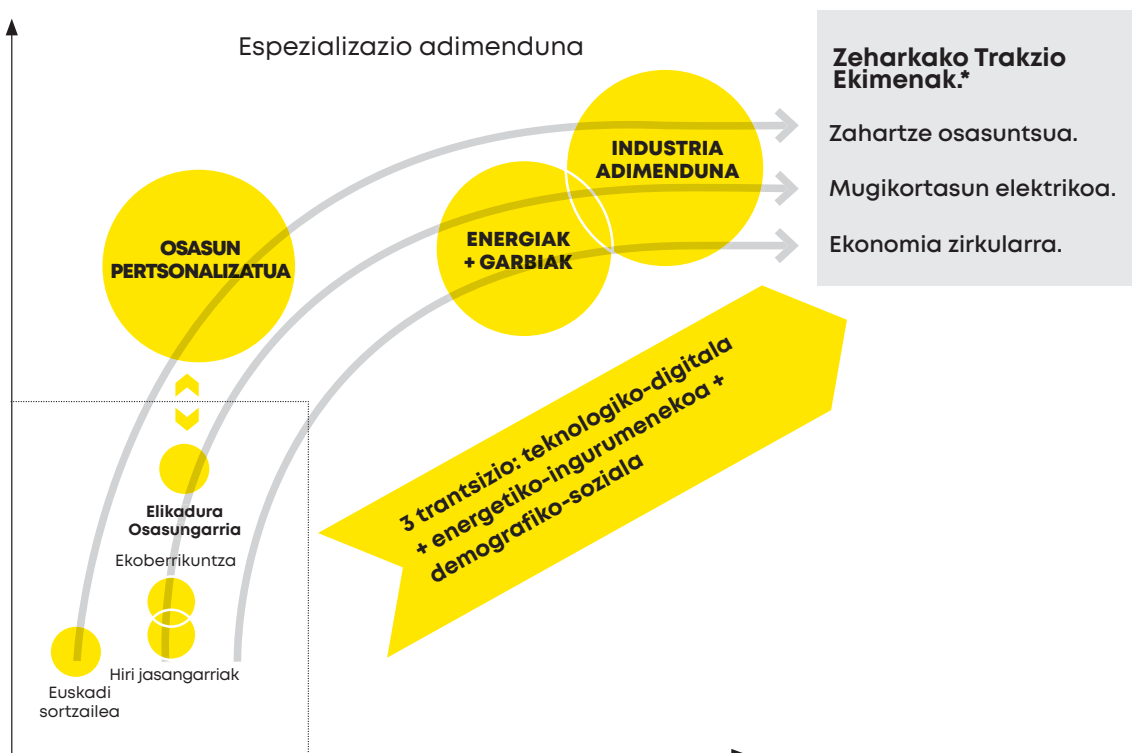 Espezializazio adimenduna
Zeharkako Trakzio
Ekimenak.*
Zahartze osasuntsua.
Mugikortasun elektrikoa.
Ekonomia zirkularra.
INDUSTRIA
ADIMENDUNA
ENERGIAK
+ GARBIAK
OSASUN
PERTSONALIZATUA
3 trantsizio: teknologiko-digitala
+ energetiko-ingurumenekoa +
demografiko-soziala
Elikadura
Osasungarria
Ekoberrikuntza
Hiri jasangarriak
Euskadi
sortzailea